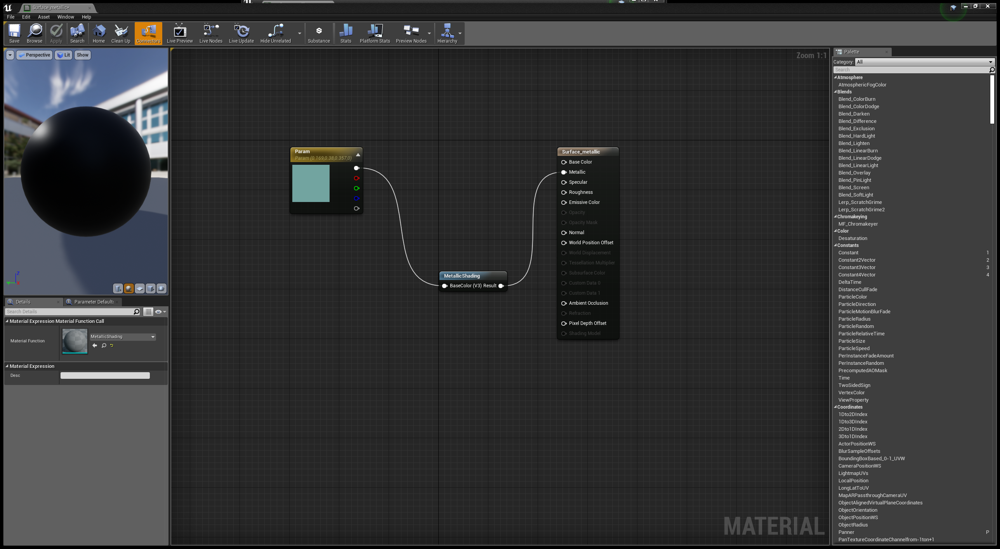 Surface_metallic*
File Edit Asset Window Help
Save Browse Apply Search Home Clean Up Connectors Live Preview Live Nodes Live Update Hide Unrelated Substance Stats Platform Stats Preview Nodes Hierarchy
Perspective Lit Show
Z
Y X
Details Parameter Defaults
Search Details
Material Expression Material Function Call
Material Function MetallicShading
Material Expression
Desc
Zoom 1:1
Param
Param (0.169,0.38,0.357,0)
MetallicShading
BaseColor (V3) Result
Surface_metallic
Base Color
Metallic
Specular
Roughness
Emissive Color
Opacity
Opacity Mask
Normal
World Position Offset
World Displacement
Tessellation Multiplier
Subsurface Color
Custom Data 0
Custom Data 1
Ambient Occlusion
Refraction
Pixel Depth Offset
Shading Model
MATERIAL
Palette
Category: All
Search
Atmosphere
AtmosphericFogColor
Blends
Blend_ColorBurn
Blend_ColorDodge
Blend_Darken
Blend_Difference
Blend_Exclusion
Blend_HardLight
Blend_Lighten
Blend_LinearBurn
Blend_LinearDodge
Blend_LinearLight
Blend_Overlay
Blend_PinLight
Blend_Screen
Blend_SoftLight
Lerp_ScratchGrime
Lerp_ScratchGrime2
Chromakeying
MF_Chromakeyer
Color
Desaturation
Constants
Constant 1
Constant2Vector 2
Constant3Vector 3
Constant4Vector 4
DeltaTime
DistanceCullFade
ParticleColor
ParticleDirection
ParticleMotionBlurFade
ParticleRadius
ParticleRandom
ParticleRelativeTime
ParticleSize
ParticleSpeed
PerInstanceFadeAmount
PerInstanceRandom
PrecomputedAOMask
Time
TwoSidedSign
VertexColor
ViewProperty
Coordinates
1Dto2DIndex
1Dto3DIndex
2Dto1DIndex
3Dto1DIndex
ActorPositionWS
BlurSampleOffsets
BoundingBoxBased_0-1_UVW
CameraPositionWS
LightmapUVs
LocalPosition
LongLatToUV
MapARPassthroughCameraUV
ObjectAlignedVirtualPlaneCoordinates
ObjectOrientation
ObjectPositionWS
ObjectRadius
Panner P
PanTextureCoordinateChannelfrom-1ton+1